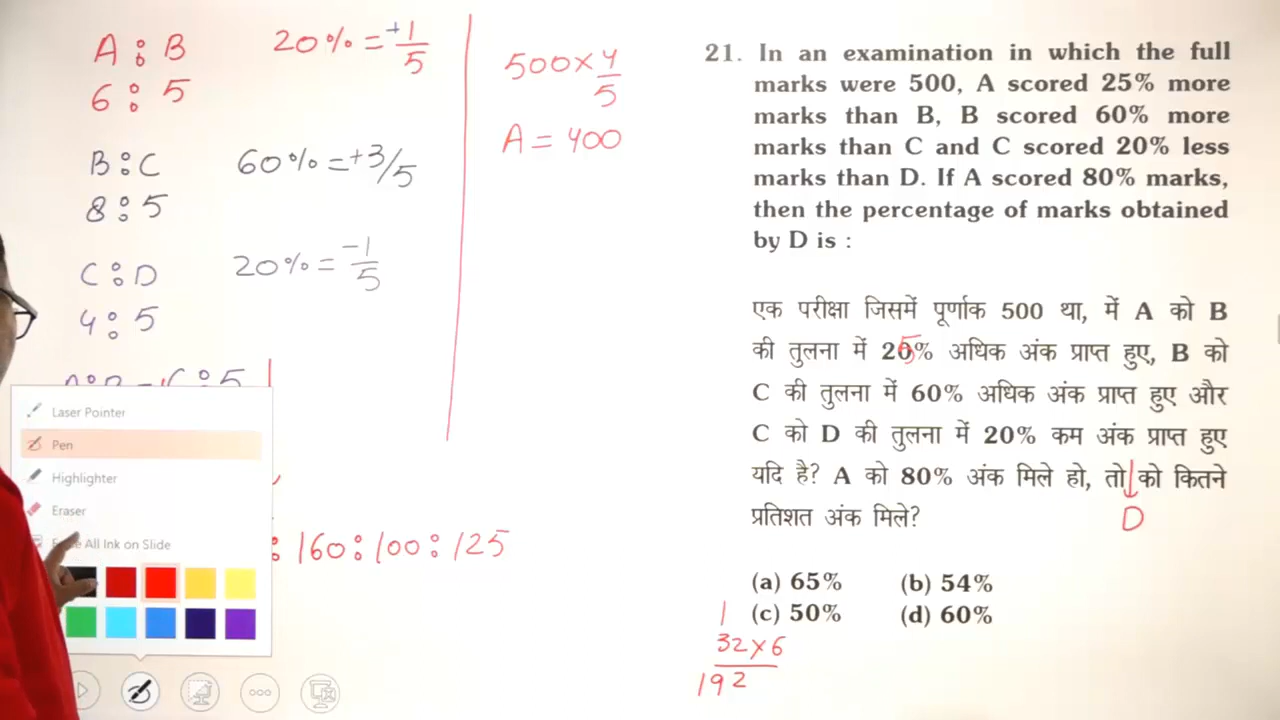 A : B
20% = +1/5
6 : 5
B : C
60% = +3/5
8 : 5
C : D
20% = -1/5
4 : 5
Laser Pointer
Pen
Highlighter
Eraser
All Ink on Slide
: 160 : 100 : 125
500 × 4/5
A = 400
21. In an examination in which the full
marks were 500, A scored 25% more
marks than B, B scored 60% more
marks than C and C scored 20% less
marks than D. If A scored 80% marks,
then the percentage of marks obtained
by D is :
एक परीक्षा जिसमें पूर्णाक 500 था, में A को B
की तुलना में 25% अधिक अंक प्राप्त हुए, B को
C की तुलना में 60% अधिक अंक प्राप्त हुए और
C को D की तुलना में 20% कम अंक प्राप्त हुए
यदि है? A को 80% अंक मिले हो, तो को कितने
D
प्रतिशत अंक मिले?
(a) 65% (b) 54%
(c) 50% (d) 60%
1
32 × 6
192